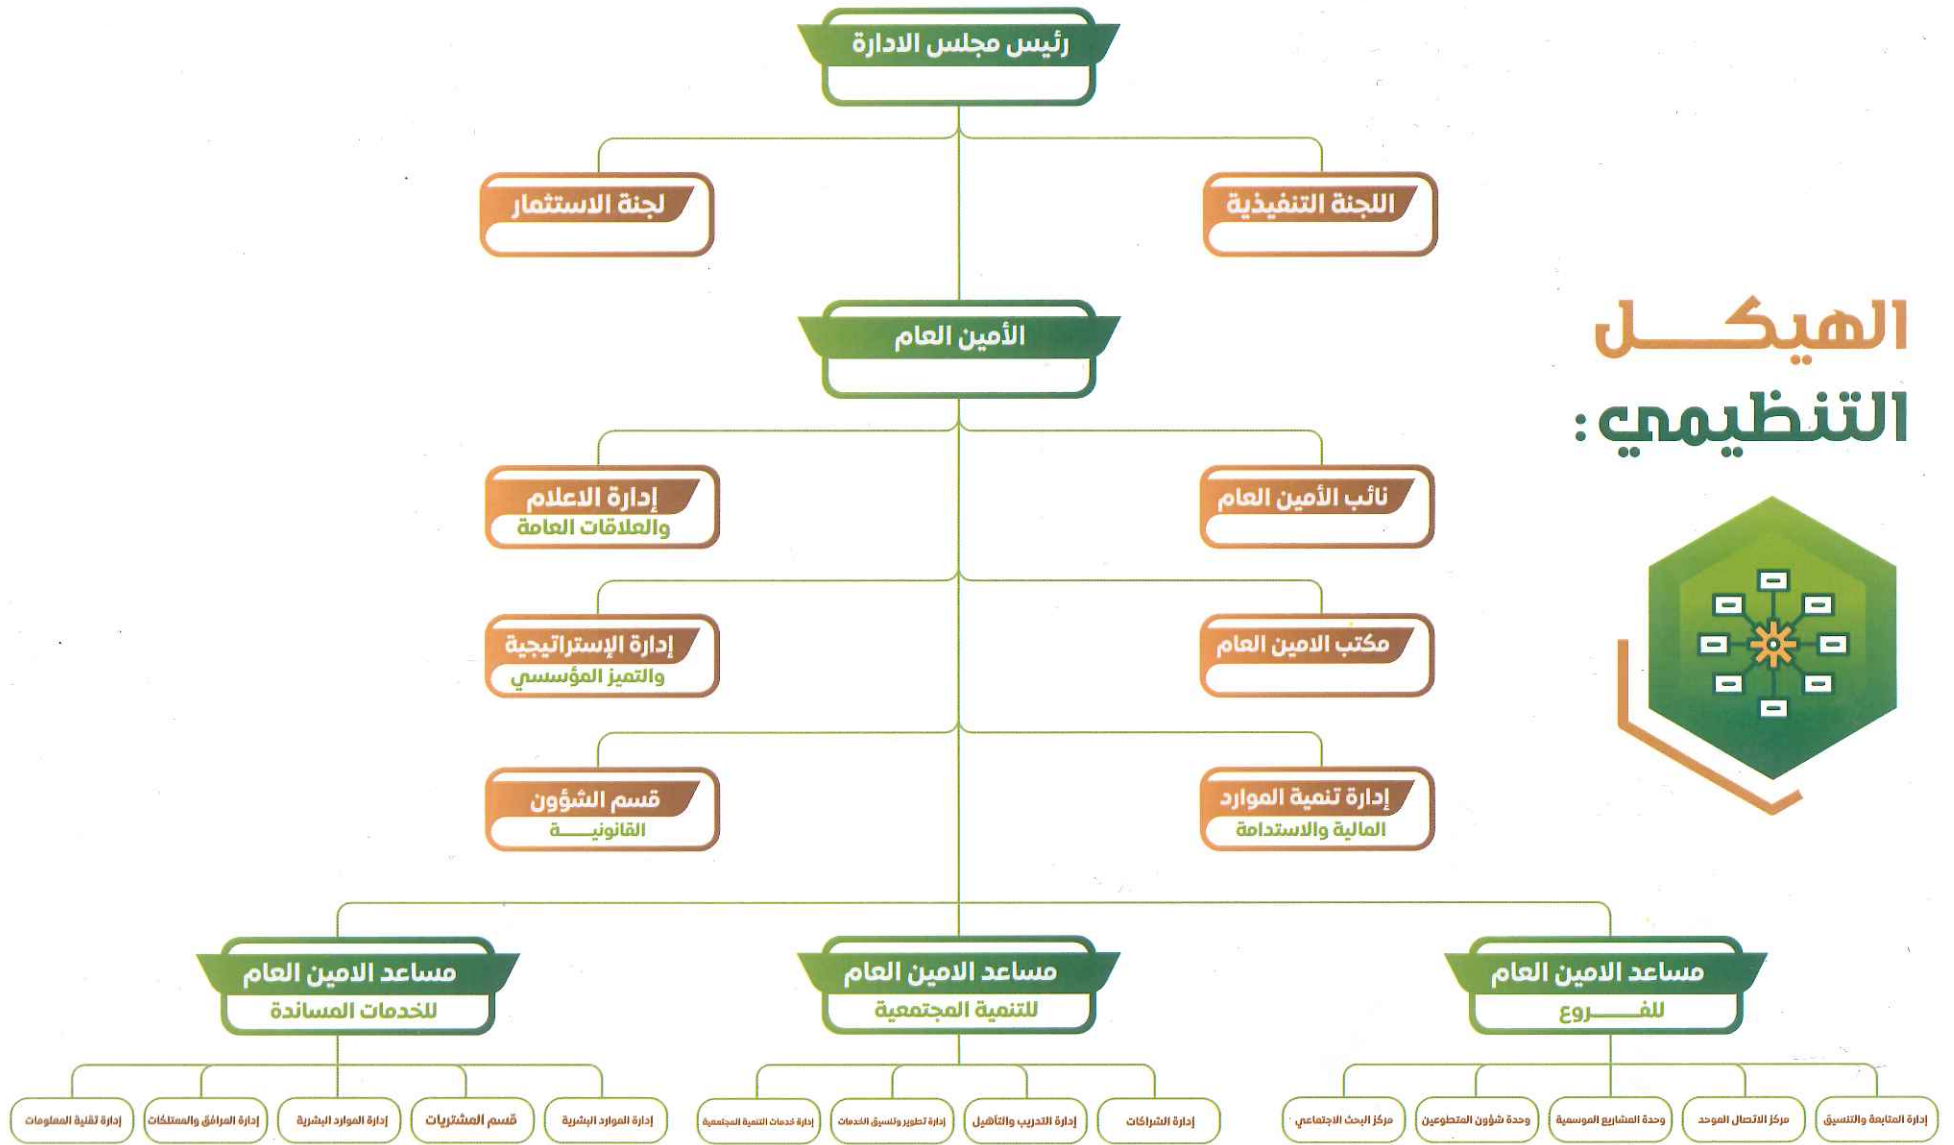 الهيكـــل
التنظيمي:
رئيس مجلس الادارة
اللجنة التنفيذية
لجنة الاستثمار
الأمين العام
نائب الأمين العام
إدارة الاعلام
والعلاقات العامة
مكتب الامين العام
إدارة الإستراتيجية
والتميز المؤسسي
إدارة تنمية الموارد
المالية والاستدامة
قسم الشؤون
القانونيـــة
مساعد الامين العام
للفـــــروع
مساعد الامين العام
للتنمية المجتمعية
مساعد الامين العام
للخدمات المساندة
إدارة المتابعة والتنسيق
مركز الاتصال الموحد
وحدة المشاريع الموسمية
وحدة شؤون المتطوعين
مركز البحث الاجتماعي
إدارة الشراكات
إدارة التدريب والتأهيل
إدارة تطوير وتنسيق الخدمات
إدارة خدمات التنمية المجتمعية
إدارة الموارد البشرية
قسم المشتريات
إدارة الموارد البشرية
إدارة المرافق والممتلكات
إدارة تقنية المعلومات